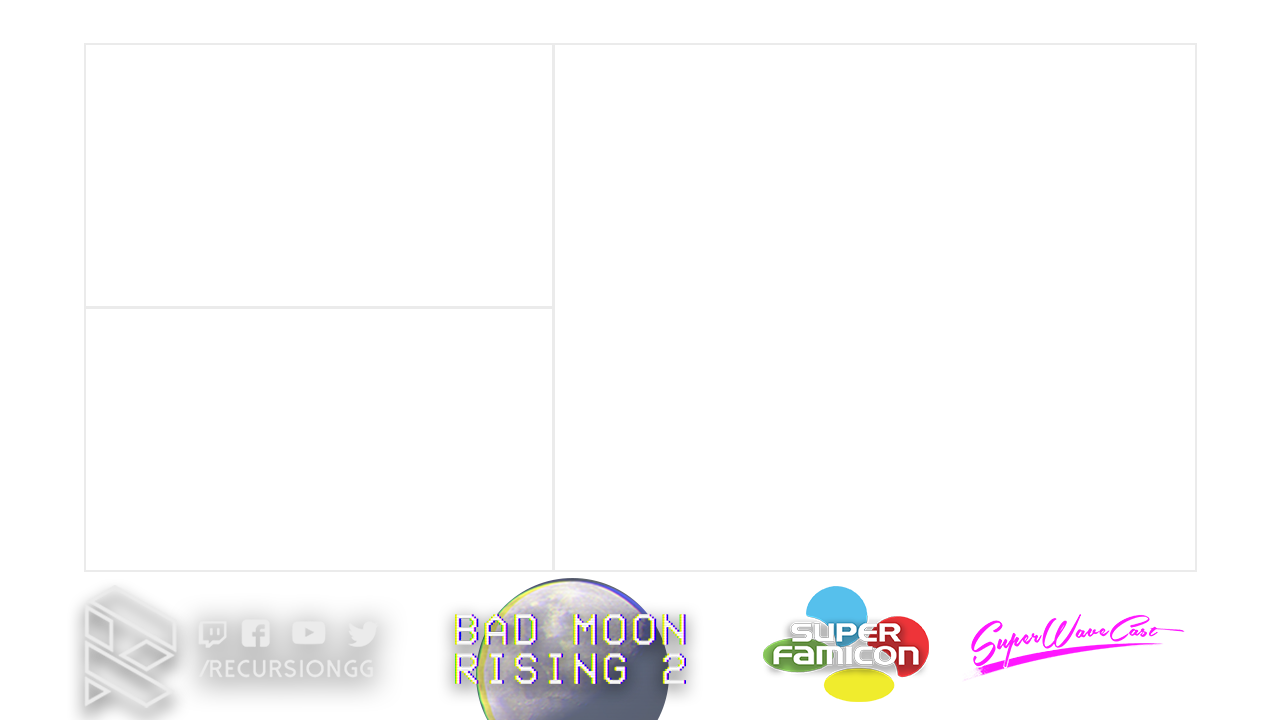 /RECURSIONGG
BAD MOON
RISING 2
SUPER
FAMICON
SuperWaveCast